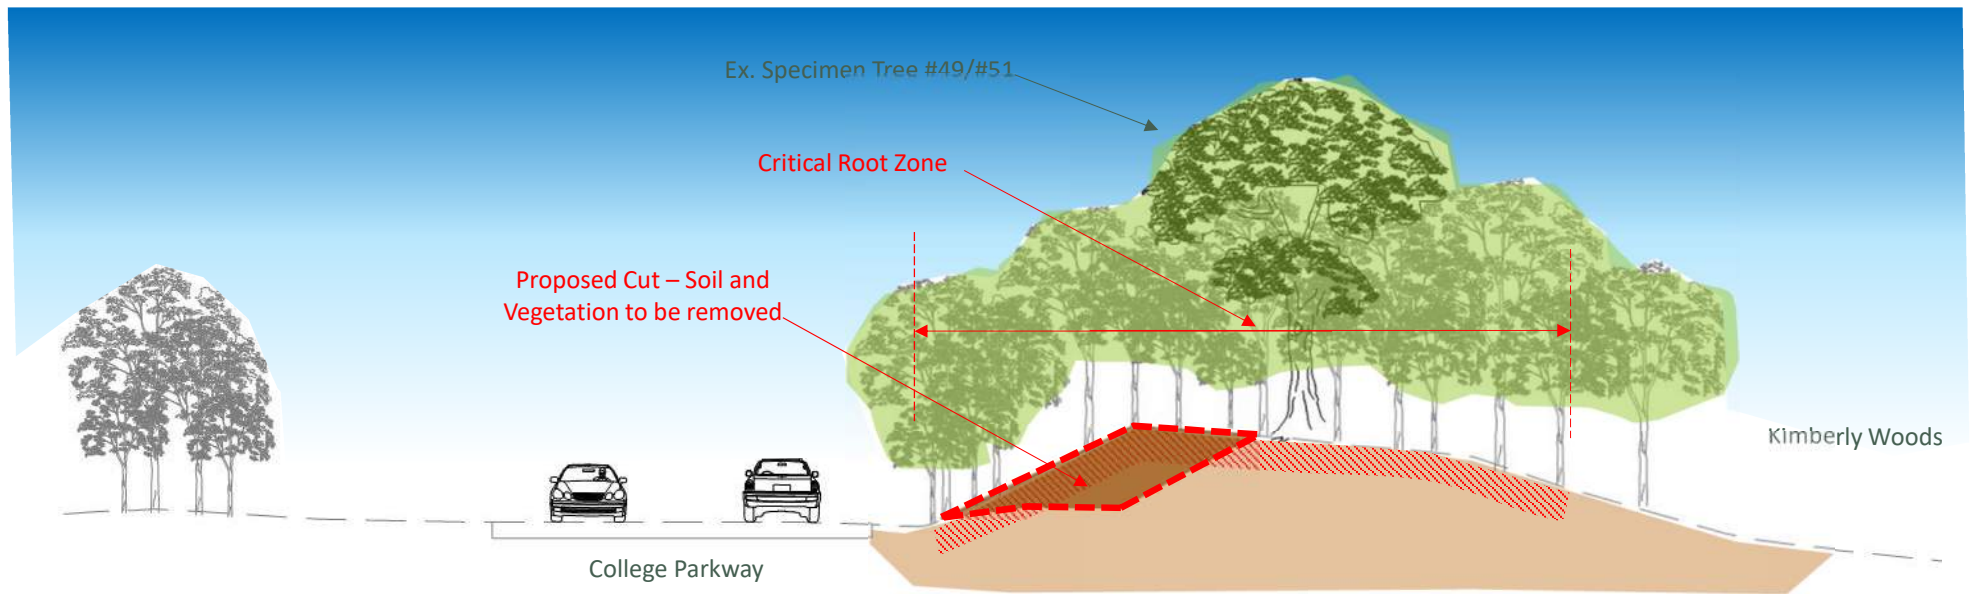 Ex. Specimen Tree #49/#51
Critical Root Zone
Proposed Cut – Soil and
Vegetation to be removed
Kimberly Woods
College Parkway